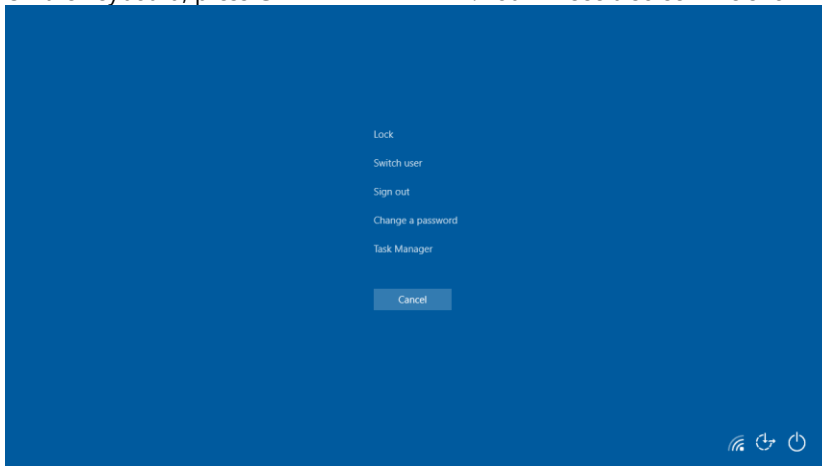 Lock
Switch user
Sign out
Change a password
Task Manager
Cancel